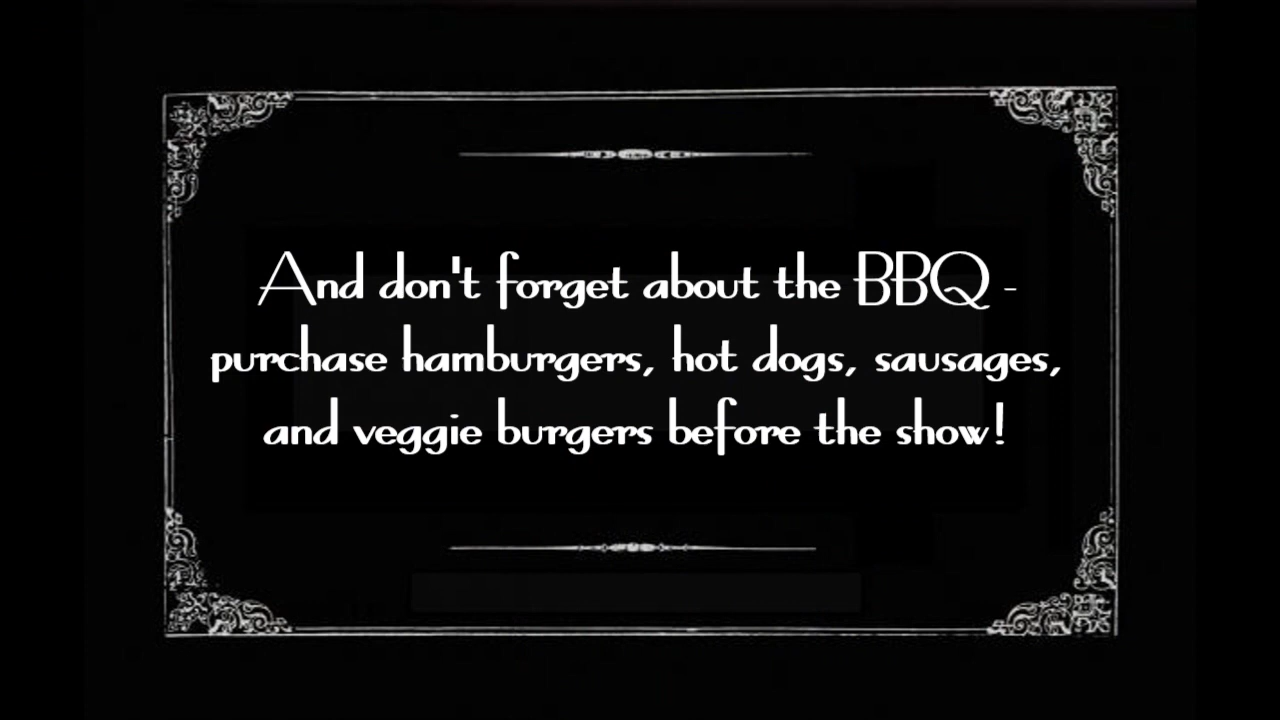 And don't forget about the BBQ -
purchase hamburgers, hot dogs, sausages,
and veggie burgers before the show!